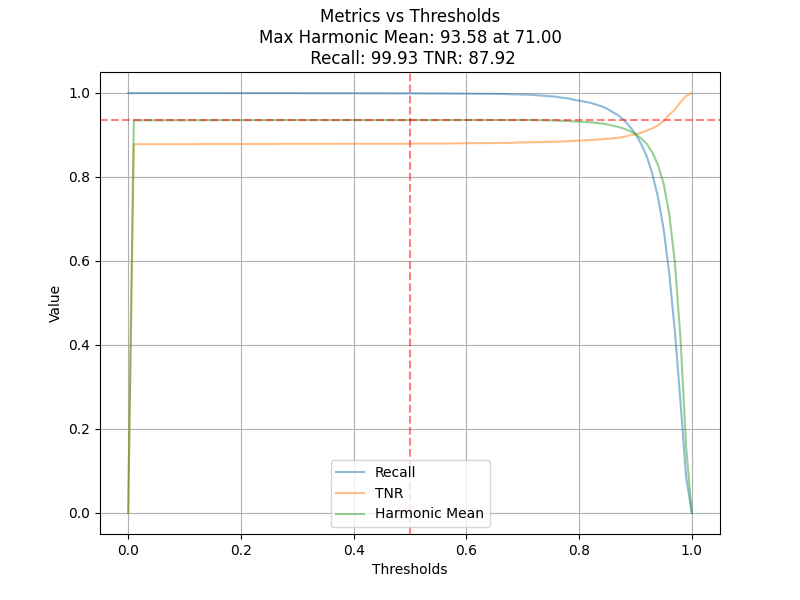 Metrics vs Thresholds
Max Harmonic Mean: 93.58 at 71.00
Recall: 99.93 TNR: 87.92
1.0
0.8
0.6
0.4
0.2
0.0
Value
Recall
TNR
Harmonic Mean
0.0 0.2 0.4 0.6 0.8 1.0
Thresholds